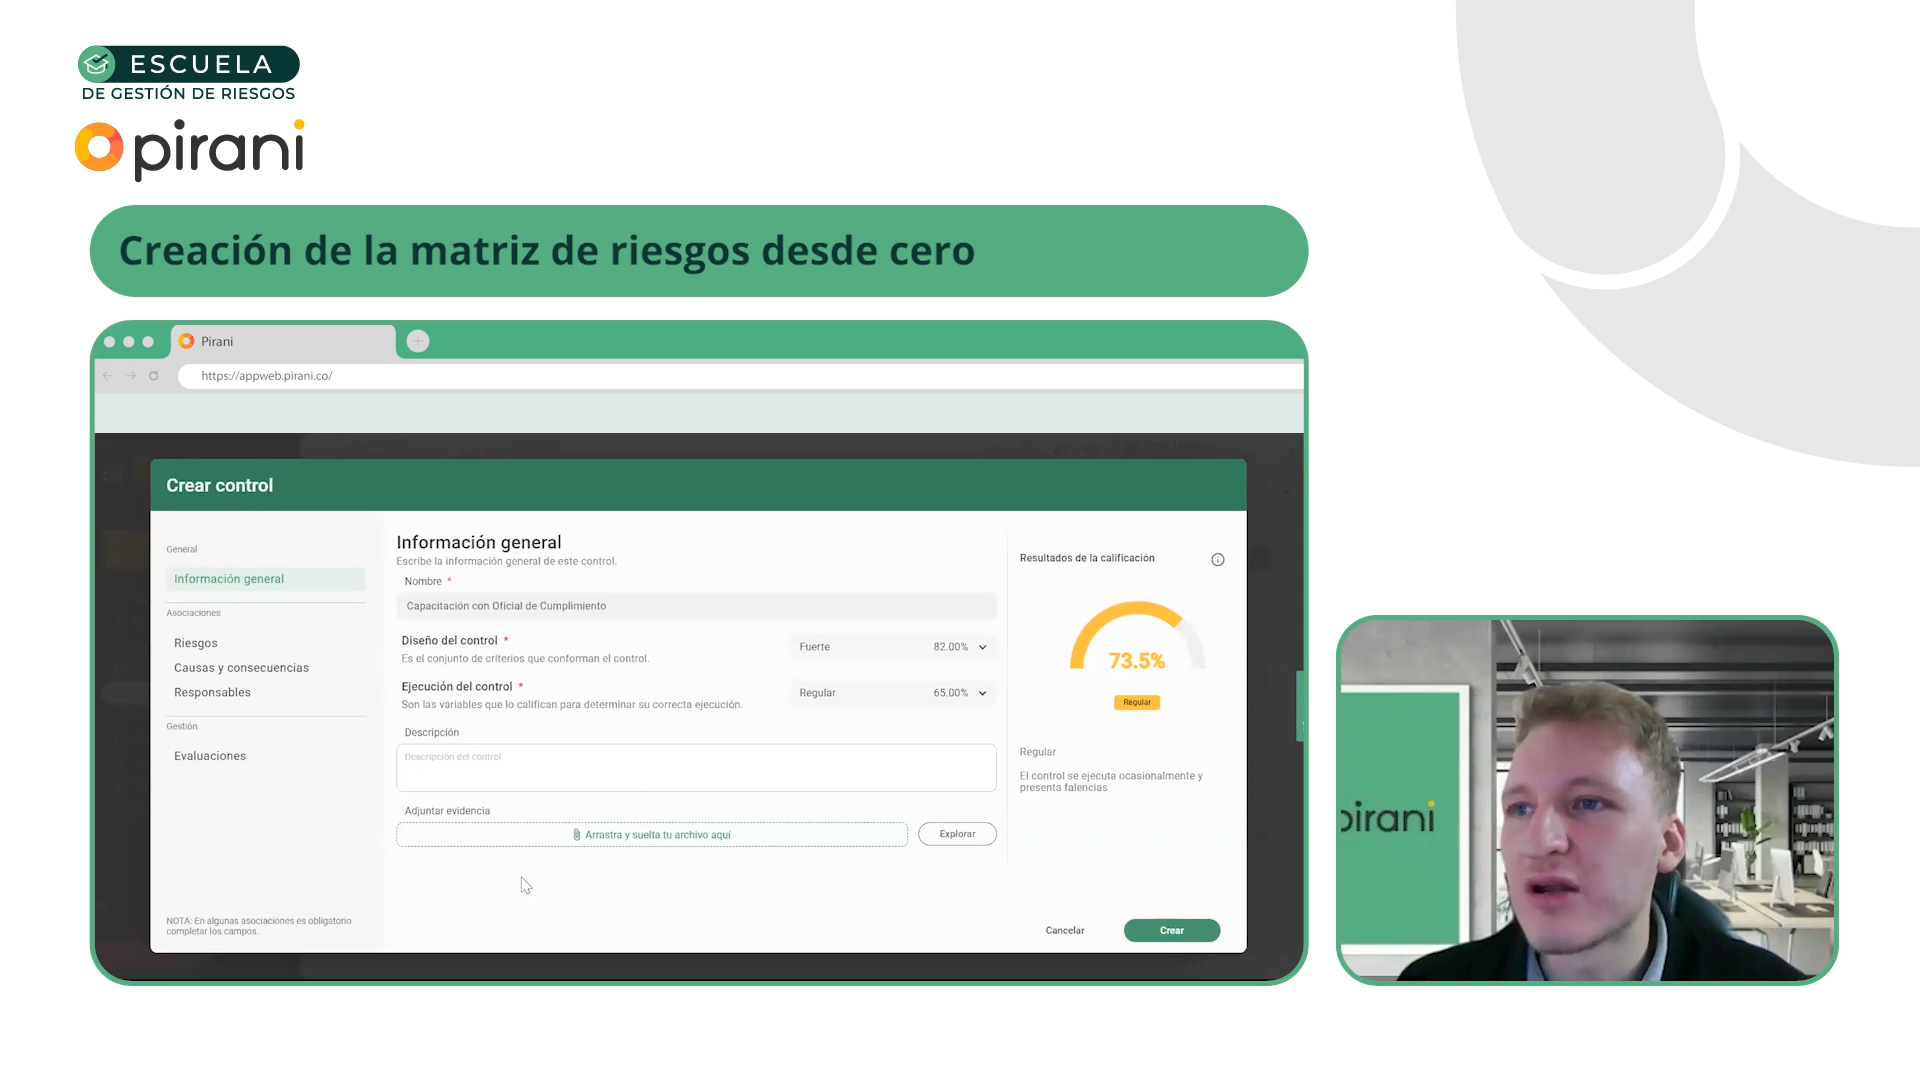 ESCUELA
DE GESTIÓN DE RIESGOS
pirani
Creación de la matriz de riesgos desde cero
Pirani
https://appweb.pirani.co/
Crear control
General
Información general
Asociaciones
Riesgos
Causas y consecuencias
Responsables
Gestión
Evaluaciones
NOTA: En algunas asociaciones es obligatorio
completar los campos.
Información general
Escribe la información general de este control.
Nombre *
Capacitación con Oficial de Cumplimiento
Diseño del control *
Es el conjunto de criterios que conforman el control.
Fuerte 82.00%
Ejecución del control *
Son las variables que lo califican para determinar su correcta ejecución.
Regular 65.00%
Descripción
Descripción del control
Adjuntar evidencia
Arrastra y suelta tu archivo aquí
Explorar
Resultados de la calificación
73.5%
Regular
Regular
El control se ejecuta ocasionalmente y
presenta falencias
Cancelar
Crear
pirani